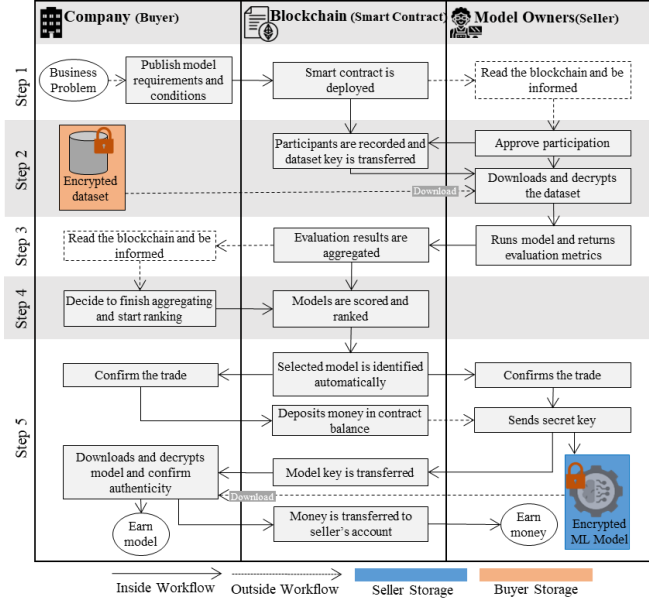 Company (Buyer)
Blockchain (Smart Contract)
Model Owners(Seller)
Step 1
Business
Problem
Publish model
requirements and
conditions
Smart contract is
deployed
Read the blockchain and be
informed
Step 2
Encrypted
dataset
Participants are recorded and
dataset key is transferred
Approve participation
Download
Downloads and decrypts
the dataset
Step 3
Read the blockchain and be
informed
Evaluation results are
aggregated
Runs model and returns
evaluation metrics
Step 4
Decide to finish aggregating
and start ranking
Models are scored and
ranked
Step 5
Confirm the trade
Selected model is identified
automatically
Confirms the trade
Deposits money in contract
balance
Sends secret key
Downloads and decrypts
model and confirm
authenticity
Model key is transferred
Download
Encrypted
ML Model
Earn
model
Money is transferred to
seller's account
Earn
money
Inside Workflow
Outside Workflow
Seller Storage
Buyer Storage